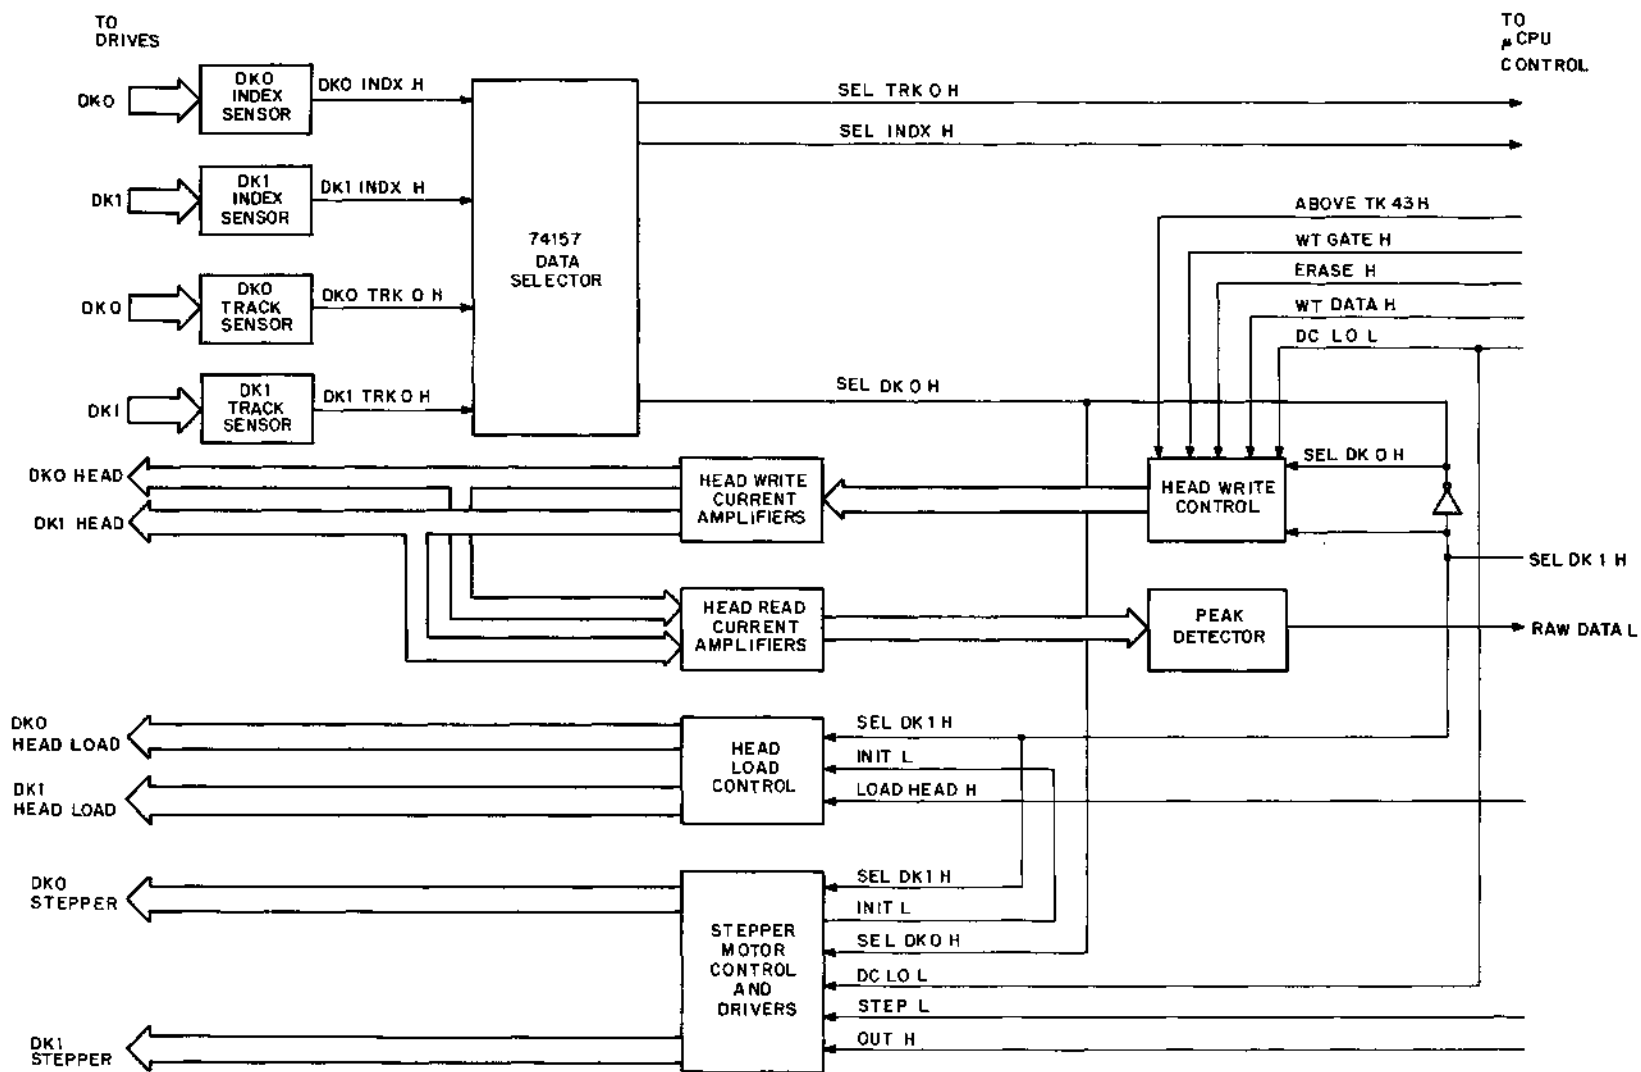 TO
DRIVES
TO
μCPU
CONTROL
DK0
DK0
INDEX
SENSOR
DK0 INDX H
SEL TRK 0 H
SEL INDX H
DK1
DK1
INDEX
SENSOR
DK1 INDX H
74157
DATA
SELECTOR
ABOVE TK 43 H
WT GATE H
ERASE H
WT DATA H
DC LO L
DK0
DK0
TRACK
SENSOR
DK0 TRK 0 H
DK1
DK1
TRACK
SENSOR
DK1 TRK 0 H
SEL DK 0 H
DK0 HEAD
DK1 HEAD
HEAD WRITE
CURRENT
AMPLIFIERS
HEAD WRITE
CONTROL
SEL DK 0 H
SEL DK 1 H
HEAD READ
CURRENT
AMPLIFIERS
PEAK
DETECTOR
RAW DATA L
DK0
HEAD LOAD
DK1
HEAD LOAD
HEAD
LOAD
CONTROL
SEL DK1 H
INIT L
LOAD HEAD H
DK0
STEPPER
DK1
STEPPER
STEPPER
MOTOR
CONTROL
AND
DRIVERS
SEL DK1 H
INIT L
SEL DK0 H
DC LO L
STEP L
OUT H